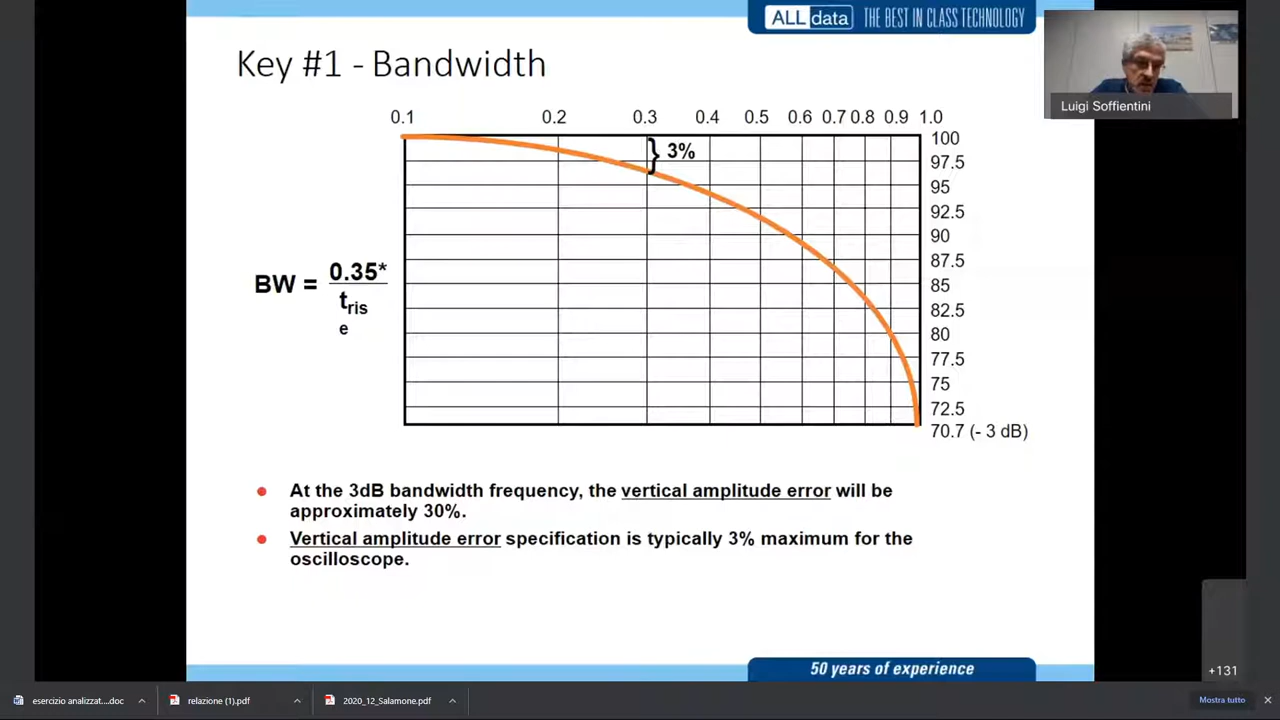 ALL data THE BEST IN CLASS TECHNOLOGY
Key #1 - Bandwidth
Luigi Soffientini
0.1 0.2 0.3 0.4 0.5 0.6 0.7 0.8 0.9 1.0
100
3%
97.5
95
92.5
90
87.5
BW = 0.35*
t ris
e
85
82.5
80
77.5
75
72.5
70.7 (- 3 dB)
• At the 3dB bandwidth frequency, the vertical amplitude error will be
approximately 30%.
• Vertical amplitude error specification is typically 3% maximum for the
oscilloscope.
+131
50 years of experience
esercizio analizzat....doc
relazione (1).pdf
2020_12_Salamone.pdf
Mostra tutto